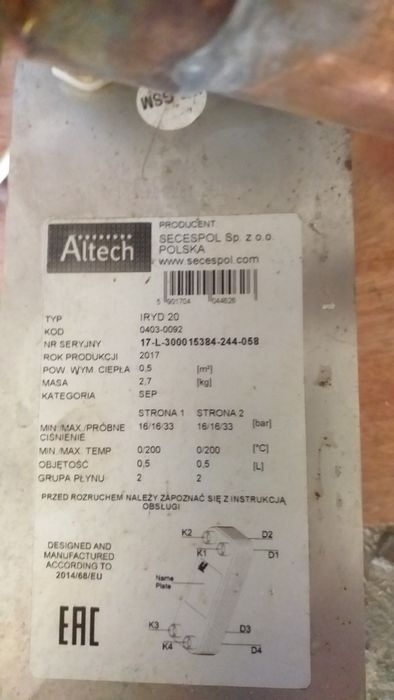 GSM
Altech
PRODUCENT
SECESPOL Sp. z o.o.
POLSKA
www.secespol.com
5 901704 044626
TYP IRYD 20
KOD 0403-0092
NR SERYJNY 17-L-300015384-244-058
ROK PRODUKCJI 2017
POW. WYM. CIEPŁA 0,5 [m²]
MASA 2,7 [kg]
KATEGORIA SEP
STRONA 1 STRONA 2
MIN./MAX./PRÓBNE 16/16/33 16/16/33 [bar]
CIŚNIENIE
MIN./MAX. TEMP 0/200 0/200 [°C]
OBJĘTOŚĆ 0,5 0,5 [L]
GRUPA PŁYNU 2 2
PRZED ROZRUCHEM NALEŻY ZAPOZNAĆ SIĘ Z INSTRUKCJĄ
OBSŁUGI
DESIGNED AND
MANUFACTURED
ACCORDING TO
2014/68/EU
EAC
K2 D2
K1 D1
Name
Plate
K3 D3
K4 D4